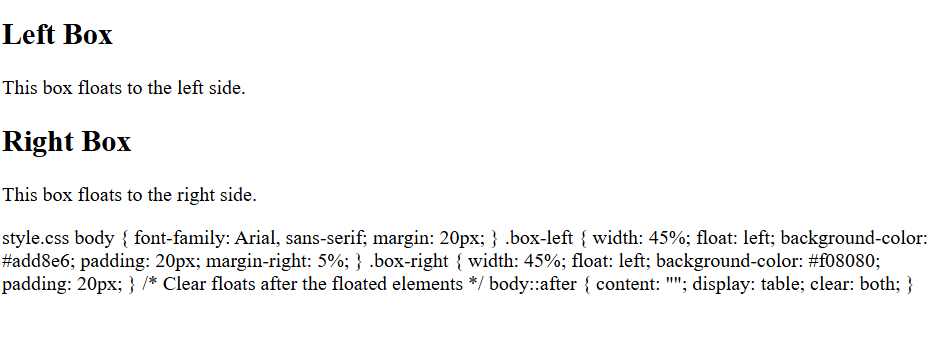 Left Box
This box floats to the left side.
Right Box
This box floats to the right side.
style.css body { font-family: Arial, sans-serif; margin: 20px; } .box-left { width: 45%; float: left; background-color:
#add8e6; padding: 20px; margin-right: 5%; } .box-right { width: 45%; float: left; background-color: #f08080;
padding: 20px; } /* Clear floats after the floated elements */ body::after { content: ""; display: table; clear: both; }